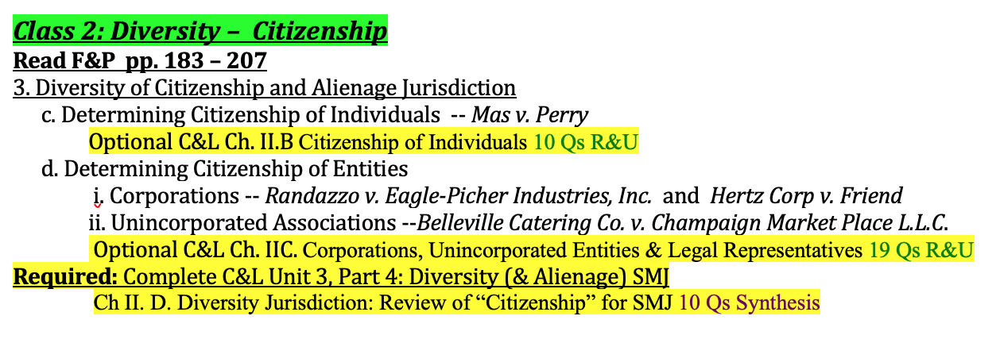 Class 2: Diversity – Citizenship
Read F&P pp. 183 – 207
3. Diversity of Citizenship and Alienage Jurisdiction
c. Determining Citizenship of Individuals -- Mas v. Perry
Optional C&L Ch. II.B Citizenship of Individuals 10 Qs R&U
d. Determining Citizenship of Entities
i. Corporations -- Randazzo v. Eagle-Picher Industries, Inc. and Hertz Corp v. Friend
ii. Unincorporated Associations --Belleville Catering Co. v. Champaign Market Place L.L.C.
Optional C&L Ch. IIC. Corporations, Unincorporated Entities & Legal Representatives 19 Qs R&U
Required: Complete C&L Unit 3, Part 4: Diversity (& Alienage) SMJ
Ch II. D. Diversity Jurisdiction: Review of “Citizenship” for SMJ 10 Qs Synthesis